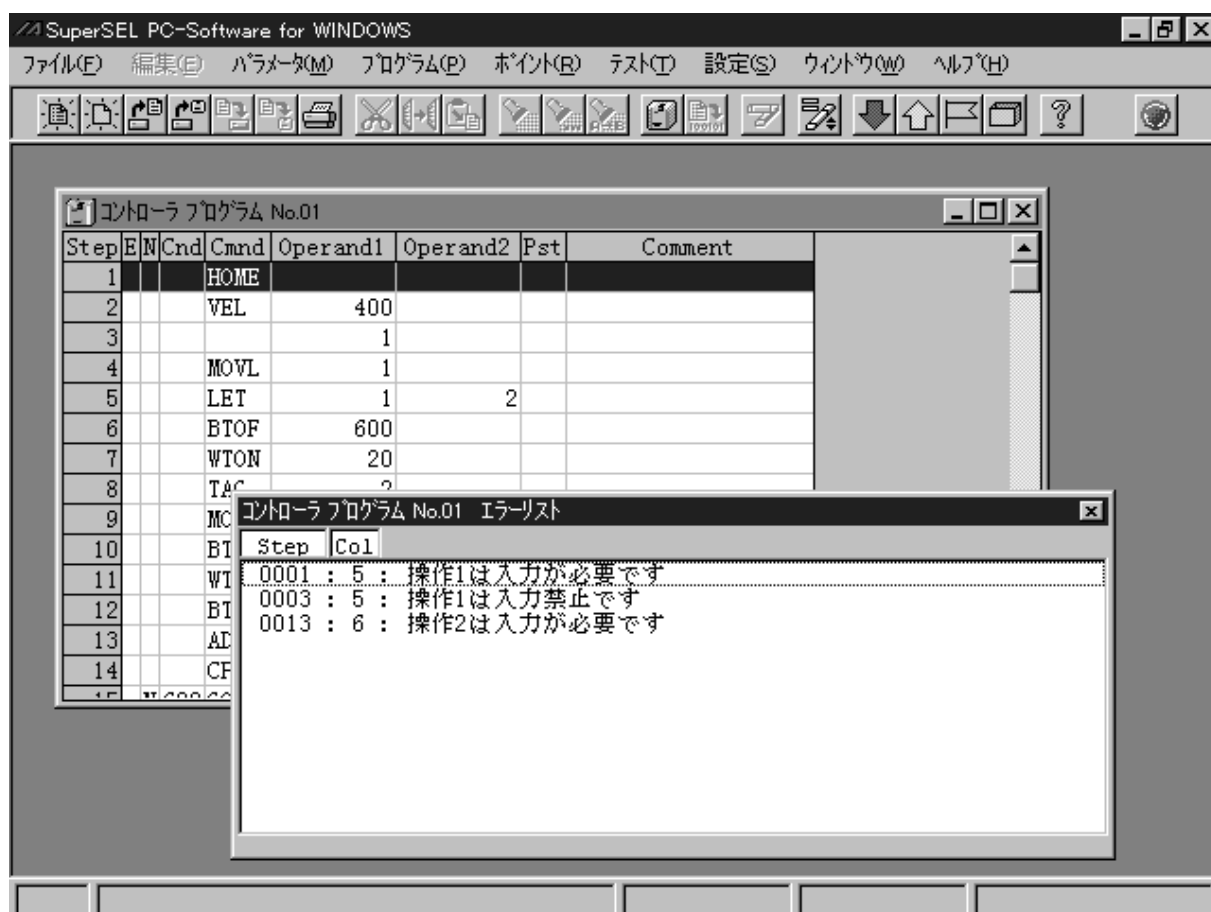 SuperSEL PC-Software for WINDOWS
ファイル(F) 編集(E) パラメータ(M) プログラム(P) ポイント(R) テスト(T) 設定(S) ウィンドウ(W) ヘルプ(H)
コントローラ プログラム No.01
Step E N Cnd Cmnd Operand1 Operand2 Pst Comment
1 HOME
2 VEL 400
3 1
4 MOVL 1
5 LET 1 2
6 BTOF 600
7 WTON 20
8 TAG 2
9 MO
10 BT
11 WT
12 BT
13 AD
14 CP
15 N 600
コントローラ プログラム No.01 エラーリスト
Step Col
0001 : 5 : 操作1は入力が必要です
0003 : 5 : 操作1は入力禁止です
0013 : 6 : 操作2は入力が必要です